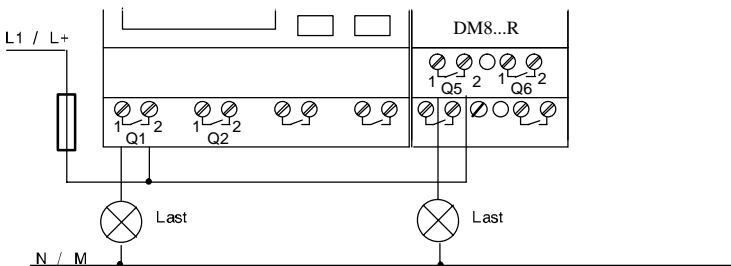 DM8...R
L1 / L+
1 Q5 2 1 Q6 2
1 Q1 2 1 Q2 2
Last Last
N / M